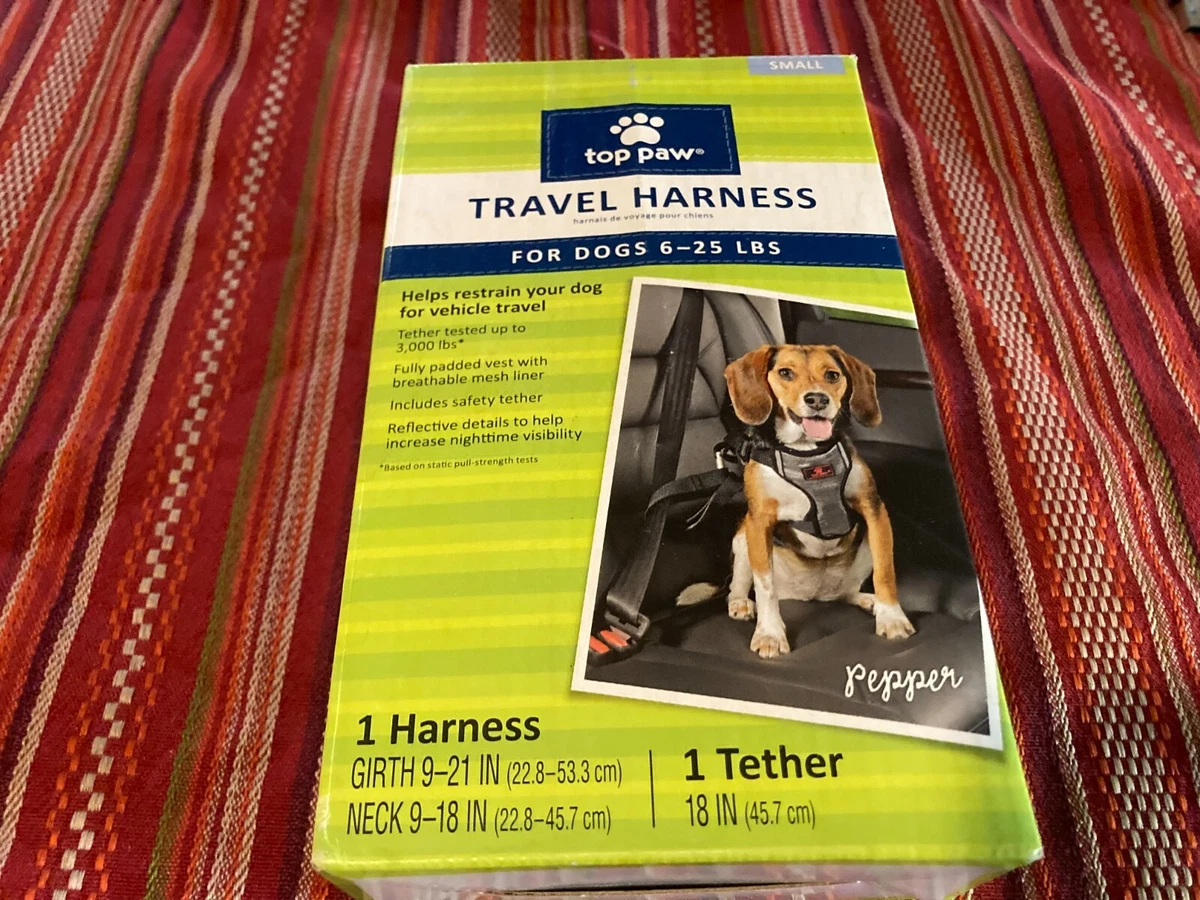 SMALL
top paw®
TRAVEL HARNESS
harnais de voyage pour chiens
FOR DOGS 6–25 LBS
Helps restrain your dog
for vehicle travel
Tether tested up to
3,000 lbs*
Fully padded vest with
breathable mesh liner
Includes safety tether
Reflective details to help
increase nighttime visibility
*Based on static pull-strength tests
Pepper
1 Harness
GIRTH 9–21 IN (22.8–53.3 cm)
NECK 9–18 IN (22.8–45.7 cm)
1 Tether
18 IN (45.7 cm)